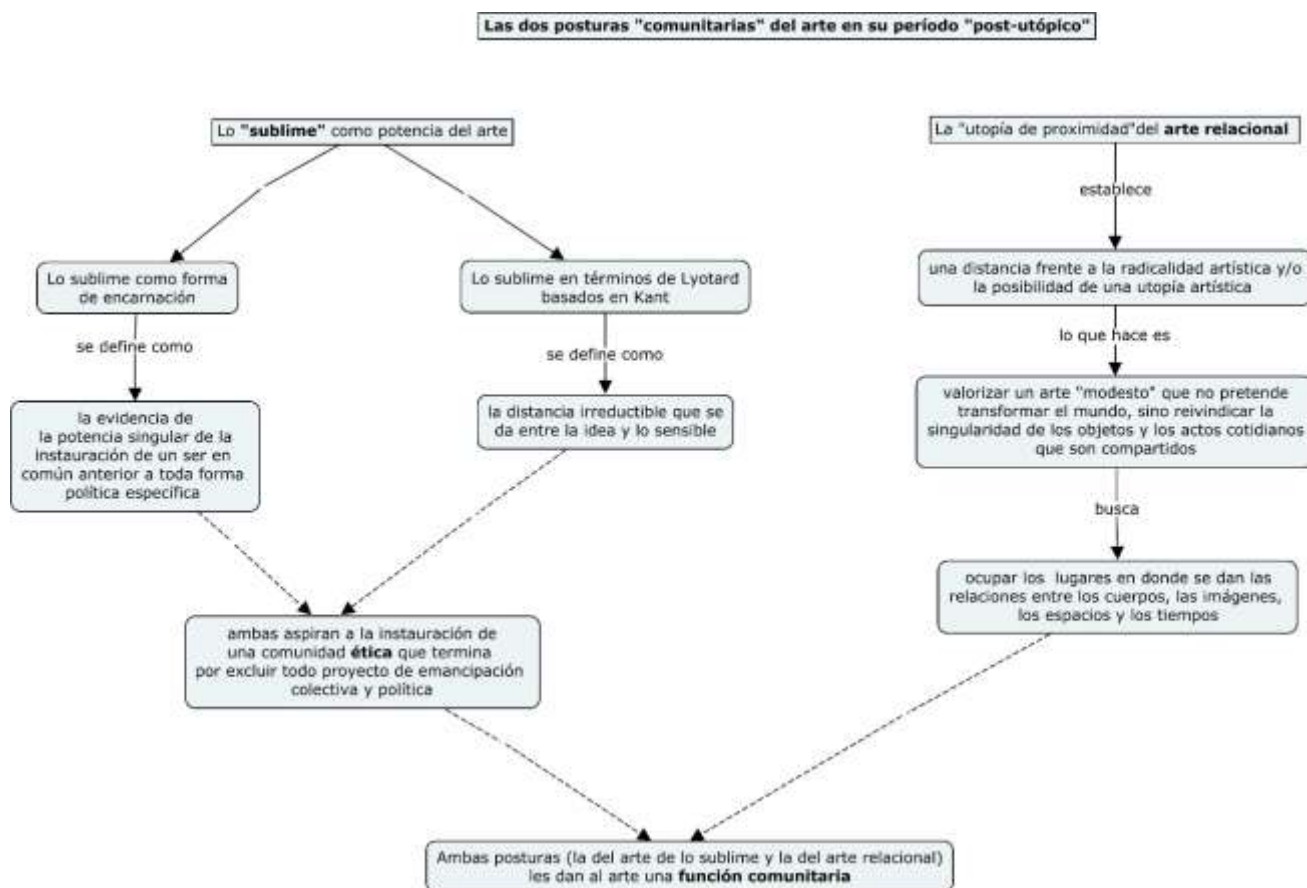 Las dos posturas "comunitarias" del arte en su período "post-utópico"
Lo "sublime" como potencia del arte
La "utopía de proximidad"del arte relacional
establece
Lo sublime como forma
de encarnación
Lo sublime en términos de Lyotard
basados en Kant
una distancia frente a la radicalidad artística y/o
la posibilidad de una utopía artística
se define como
se define como
lo que hace es
la evidencia de
la potencia singular de la
instauración de un ser en
común anterior a toda forma
política específica
la distancia irreductible que se
da entre la idea y lo sensible
valorizar un arte "modesto" que no pretende
transformar el mundo, sino reivindicar la
singularidad de los objetos y los actos cotidianos
que son compartidos
busca
ocupar los lugares en donde se dan las
relaciones entre los cuerpos, las imágenes,
los espacios y los tiempos
ambas aspiran a la instauración de
una comunidad ética que termina
por excluir todo proyecto de emancipación
colectiva y política
Ambas posturas (la del arte de lo sublime y la del arte relacional)
les dan al arte una función comunitaria